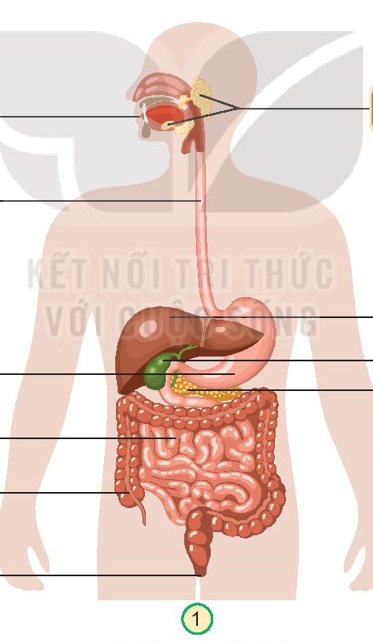 KẾT NỐI TRI THỨC
VỚI CUỘC SỐNG
1